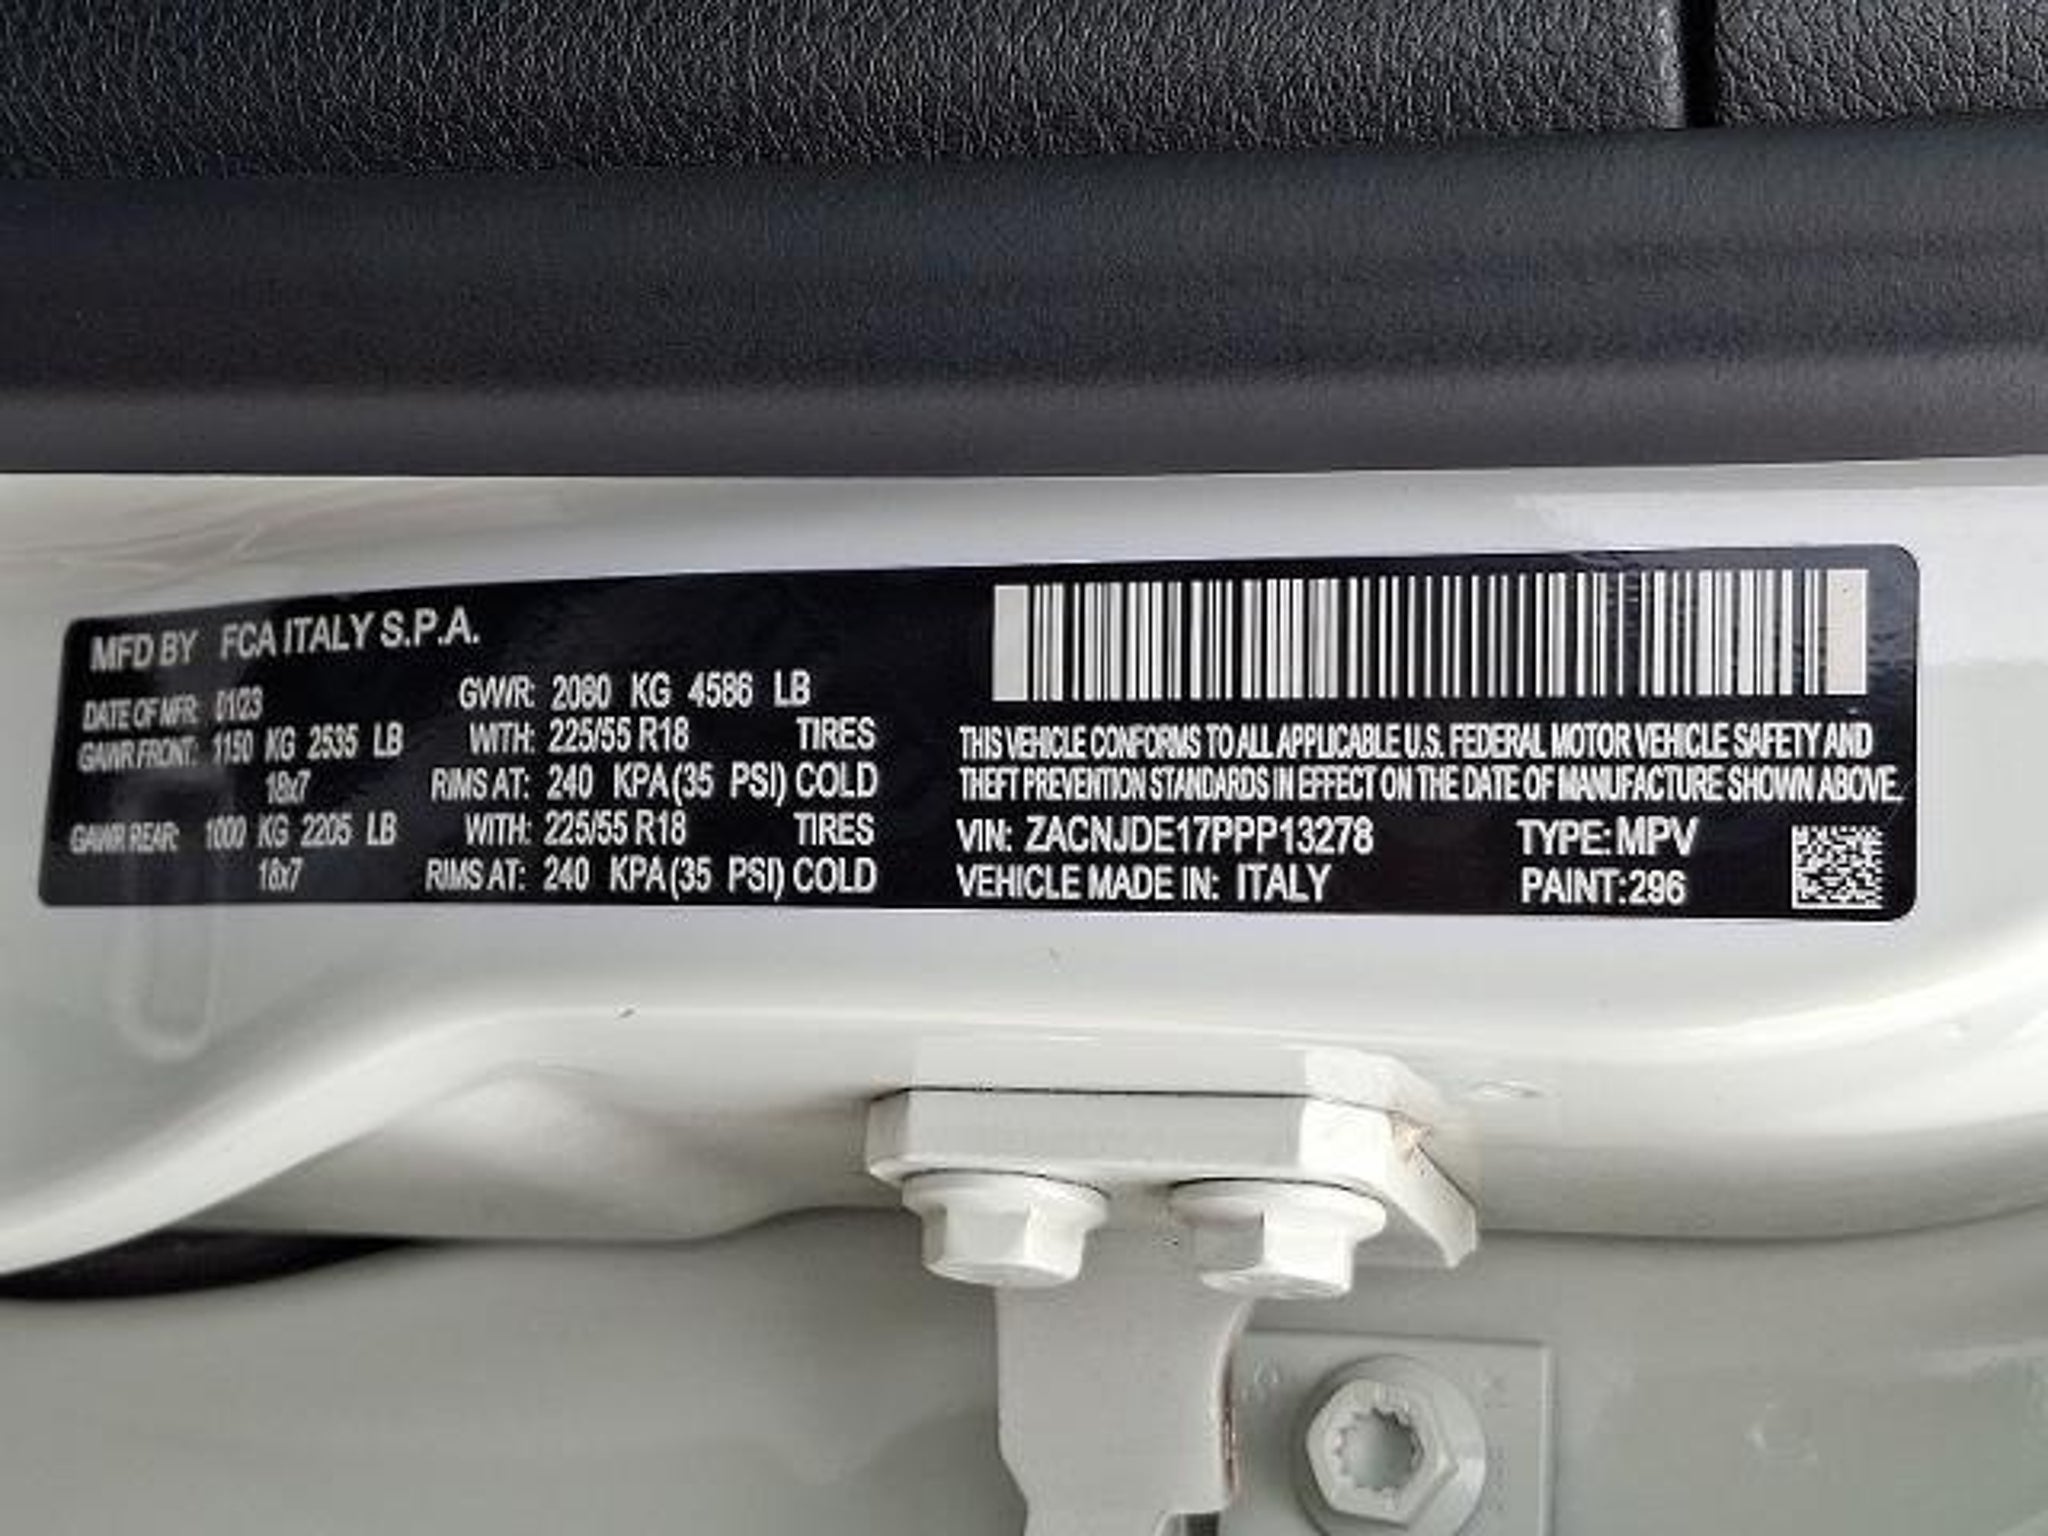 MFD BY FCA ITALY S.P.A.
DATE OF MFR: 01/23 GVWR: 2080 KG 4586 LB
GAWR FRONT: 1150 KG 2535 LB WITH: 225/55 R18 TIRES
18x7 RIMS AT: 240 KPA(35 PSI) COLD
GAWR REAR: 1000 KG 2205 LB WITH: 225/55 R18 TIRES
18x7 RIMS AT: 240 KPA(35 PSI) COLD
THIS VEHICLE CONFORMS TO ALL APPLICABLE U.S. FEDERAL MOTOR VEHICLE SAFETY AND
THEFT PREVENTION STANDARDS IN EFFECT ON THE DATE OF MANUFACTURE SHOWN ABOVE.
VIN: ZACNJDE17PPP13278 TYPE: MPV
VEHICLE MADE IN: ITALY PAINT:296